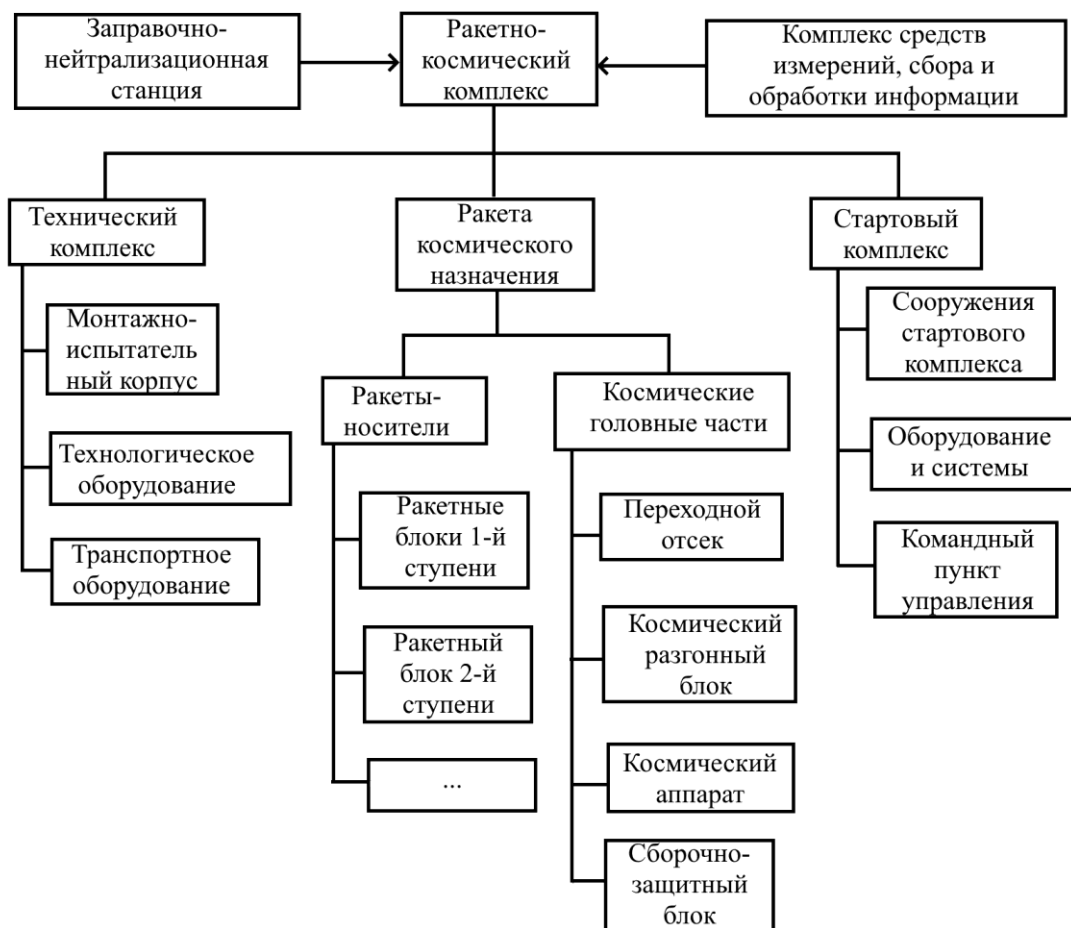 Заправочно-
нейтрализационная
станция
Ракетно-
космический
комплекс
Комплекс средств
измерений, сбора и
обработки информации
Технический
комплекс
Ракета
космического
назначения
Стартовый
комплекс
Монтажно-
испытатель
ный корпус
Технологическое
оборудование
Транспортное
оборудование
Ракеты-
носители
Ракетные
блоки 1-й
ступени
Ракетный
блок 2-й
ступени
...
Космические
головные части
Переходной
отсек
Космический
разгонный
блок
Космический
аппарат
Сборочно-
защитный
блок
Сооружения
стартового
комплекса
Оборудование
и системы
Командный
пункт
управления